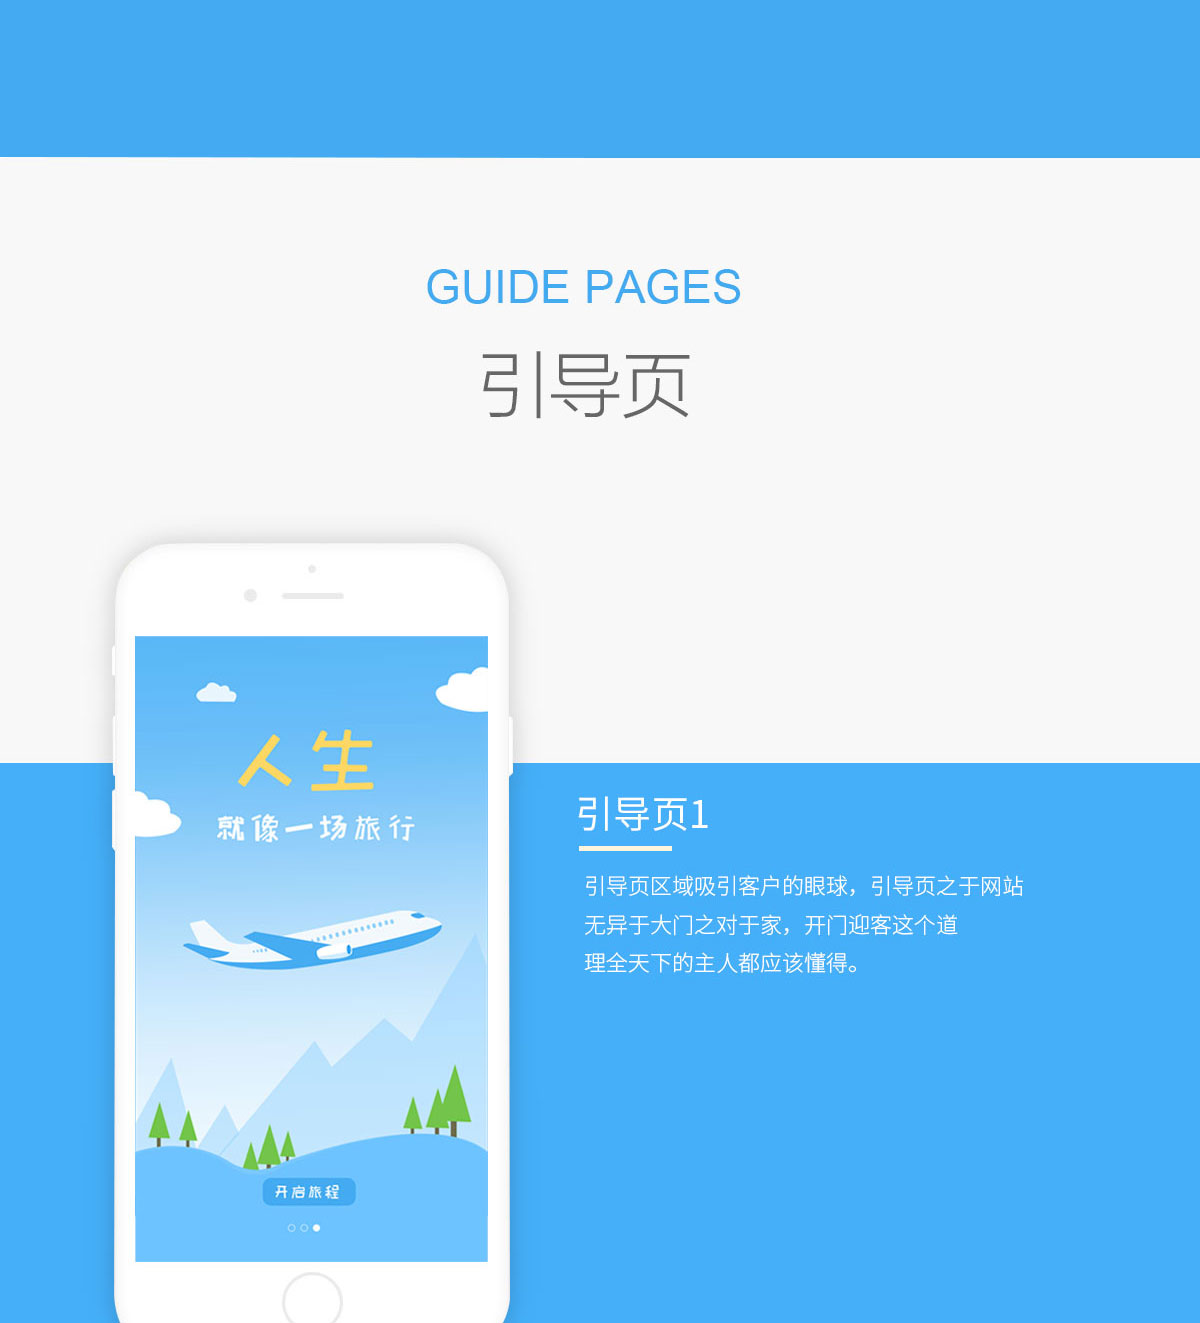 GUIDE PAGES
引导页
人生
就像一场旅行
开启旅程
引导页1
引导页区域吸引客户的眼球，引导页之于网站
无异于大门之对于家，开门迎客这个道
理全天下的主人都应该懂得。